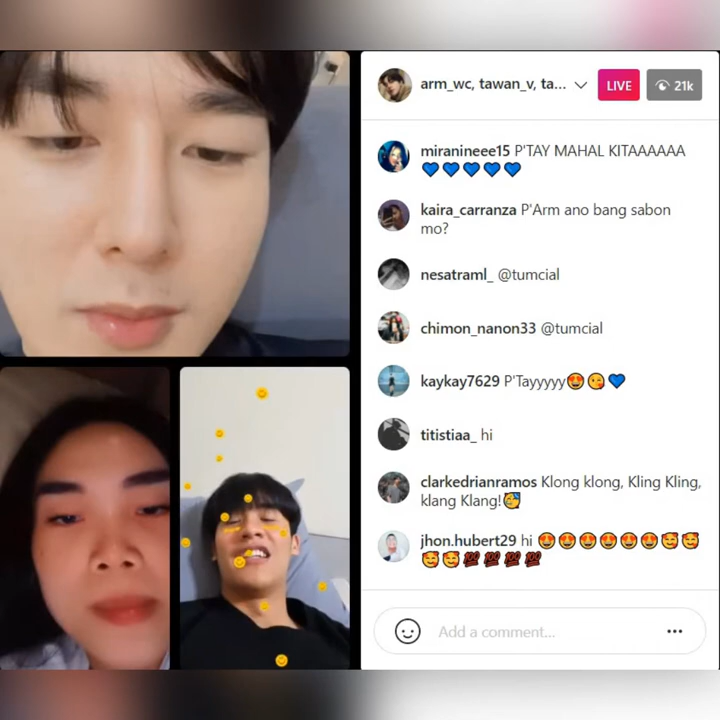 arm_wc, tawan_v, ta...
LIVE
21k
miranineee15 P'TAY MAHAL KITAAAAAA
💙💙💙💙💙
kaira_carranza P'Arm ano bang sabon
mo?
nesatraml_ @tumcial
chimon_nanon33 @tumcial
kaykay7629 P'Tayyyyy😍😘💙
titistiaa_ hi
clarkedrianramos Klong klong, Kling Kling,
klang Klang!🥳
jhon.hubert29 hi 😍😍😍😍😍😍🥰🥰
🥰🥰💯💯💯💯
Add a comment...